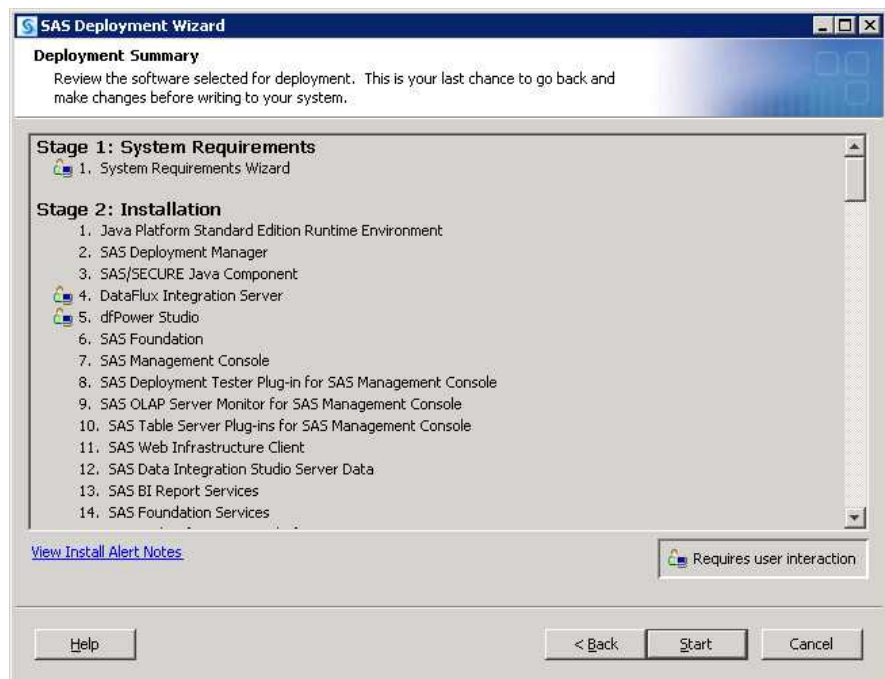 SAS Deployment Wizard
Deployment Summary
Review the software selected for deployment. This is your last chance to go back and
make changes before writing to your system.
Stage 1: System Requirements
1. System Requirements Wizard
Stage 2: Installation
1. Java Platform Standard Edition Runtime Environment
2. SAS Deployment Manager
3. SAS/SECURE Java Component
4. DataFlux Integration Server
5. dfPower Studio
6. SAS Foundation
7. SAS Management Console
8. SAS Deployment Tester Plug-in for SAS Management Console
9. SAS OLAP Server Monitor for SAS Management Console
10. SAS Table Server Plug-ins for SAS Management Console
11. SAS Web Infrastructure Client
12. SAS Data Integration Studio Server Data
13. SAS BI Report Services
14. SAS Foundation Services
View Install Alert Notes
Requires user interaction
Help
< Back
Start
Cancel